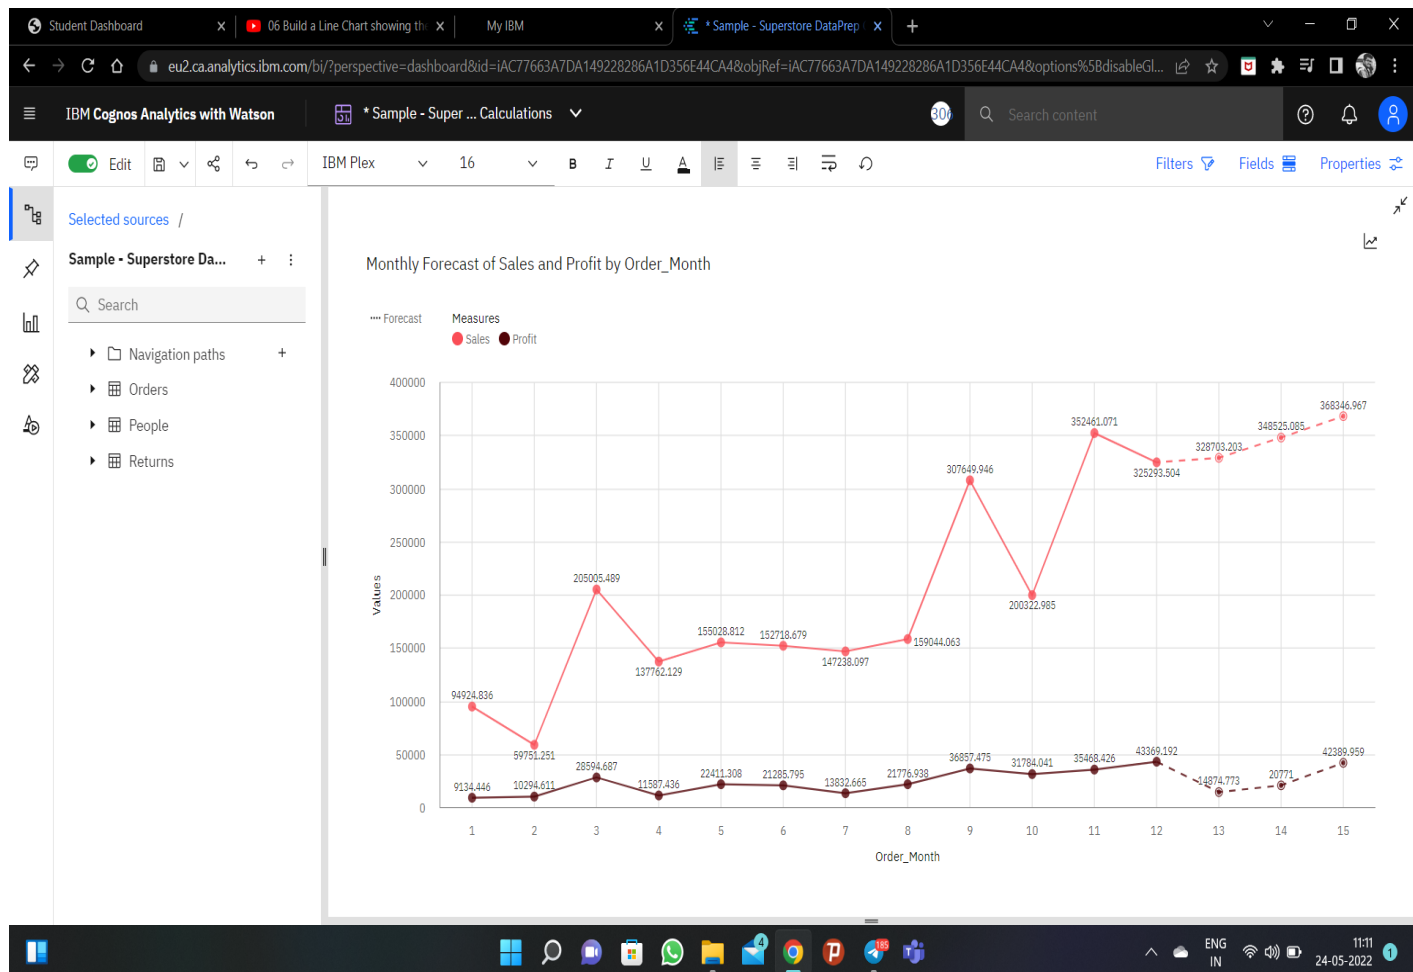 Student Dashboard
06 Build a Line Chart showing the
My IBM
* Sample - Superstore DataPrep
eu2.ca.analytics.ibm.com/bi/?perspective=dashboard&id=iAC77663A7DA149228286A1D356E44CA4&objRef=iAC77663A7DA149228286A1D356E44CA4&options%5BdisableGl...
IBM Cognos Analytics with Watson
* Sample - Super ... Calculations
306
Search content
Edit
IBM Plex
16
B I U A
Filters
Fields
Properties
Selected sources /
Sample - Superstore Da...
Search
Navigation paths
Orders
People
Returns
Monthly Forecast of Sales and Profit by Order_Month
Forecast
Measures
Sales
Profit
Values
400000
350000
300000
250000
200000
150000
100000
50000
0
94924.836
59751.251
205005.489
137762.129
155028.812
152718.679
147238.097
159044.063
307649.946
200322.985
352461.071
325293.504
328703.203
348525.085
368346.967
9134.446
10294.611
28594.687
11587.436
22411.308
21285.795
13832.665
21776.938
36857.475
31784.041
35468.426
43369.192
14874.773
20771
42389.959
1 2 3 4 5 6 7 8 9 10 11 12 13 14 15
Order_Month
4
185
ENG
IN
11:11
24-05-2022
1